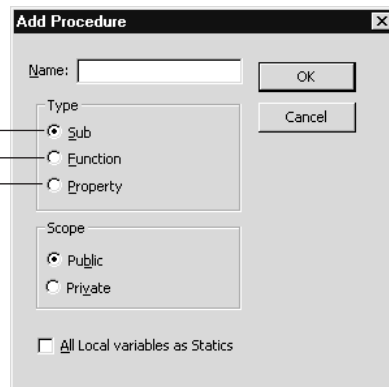 Add Procedure
Name:
OK
Cancel
Type
Sub
Function
Property
Scope
Public
Private
All Local variables as Statics